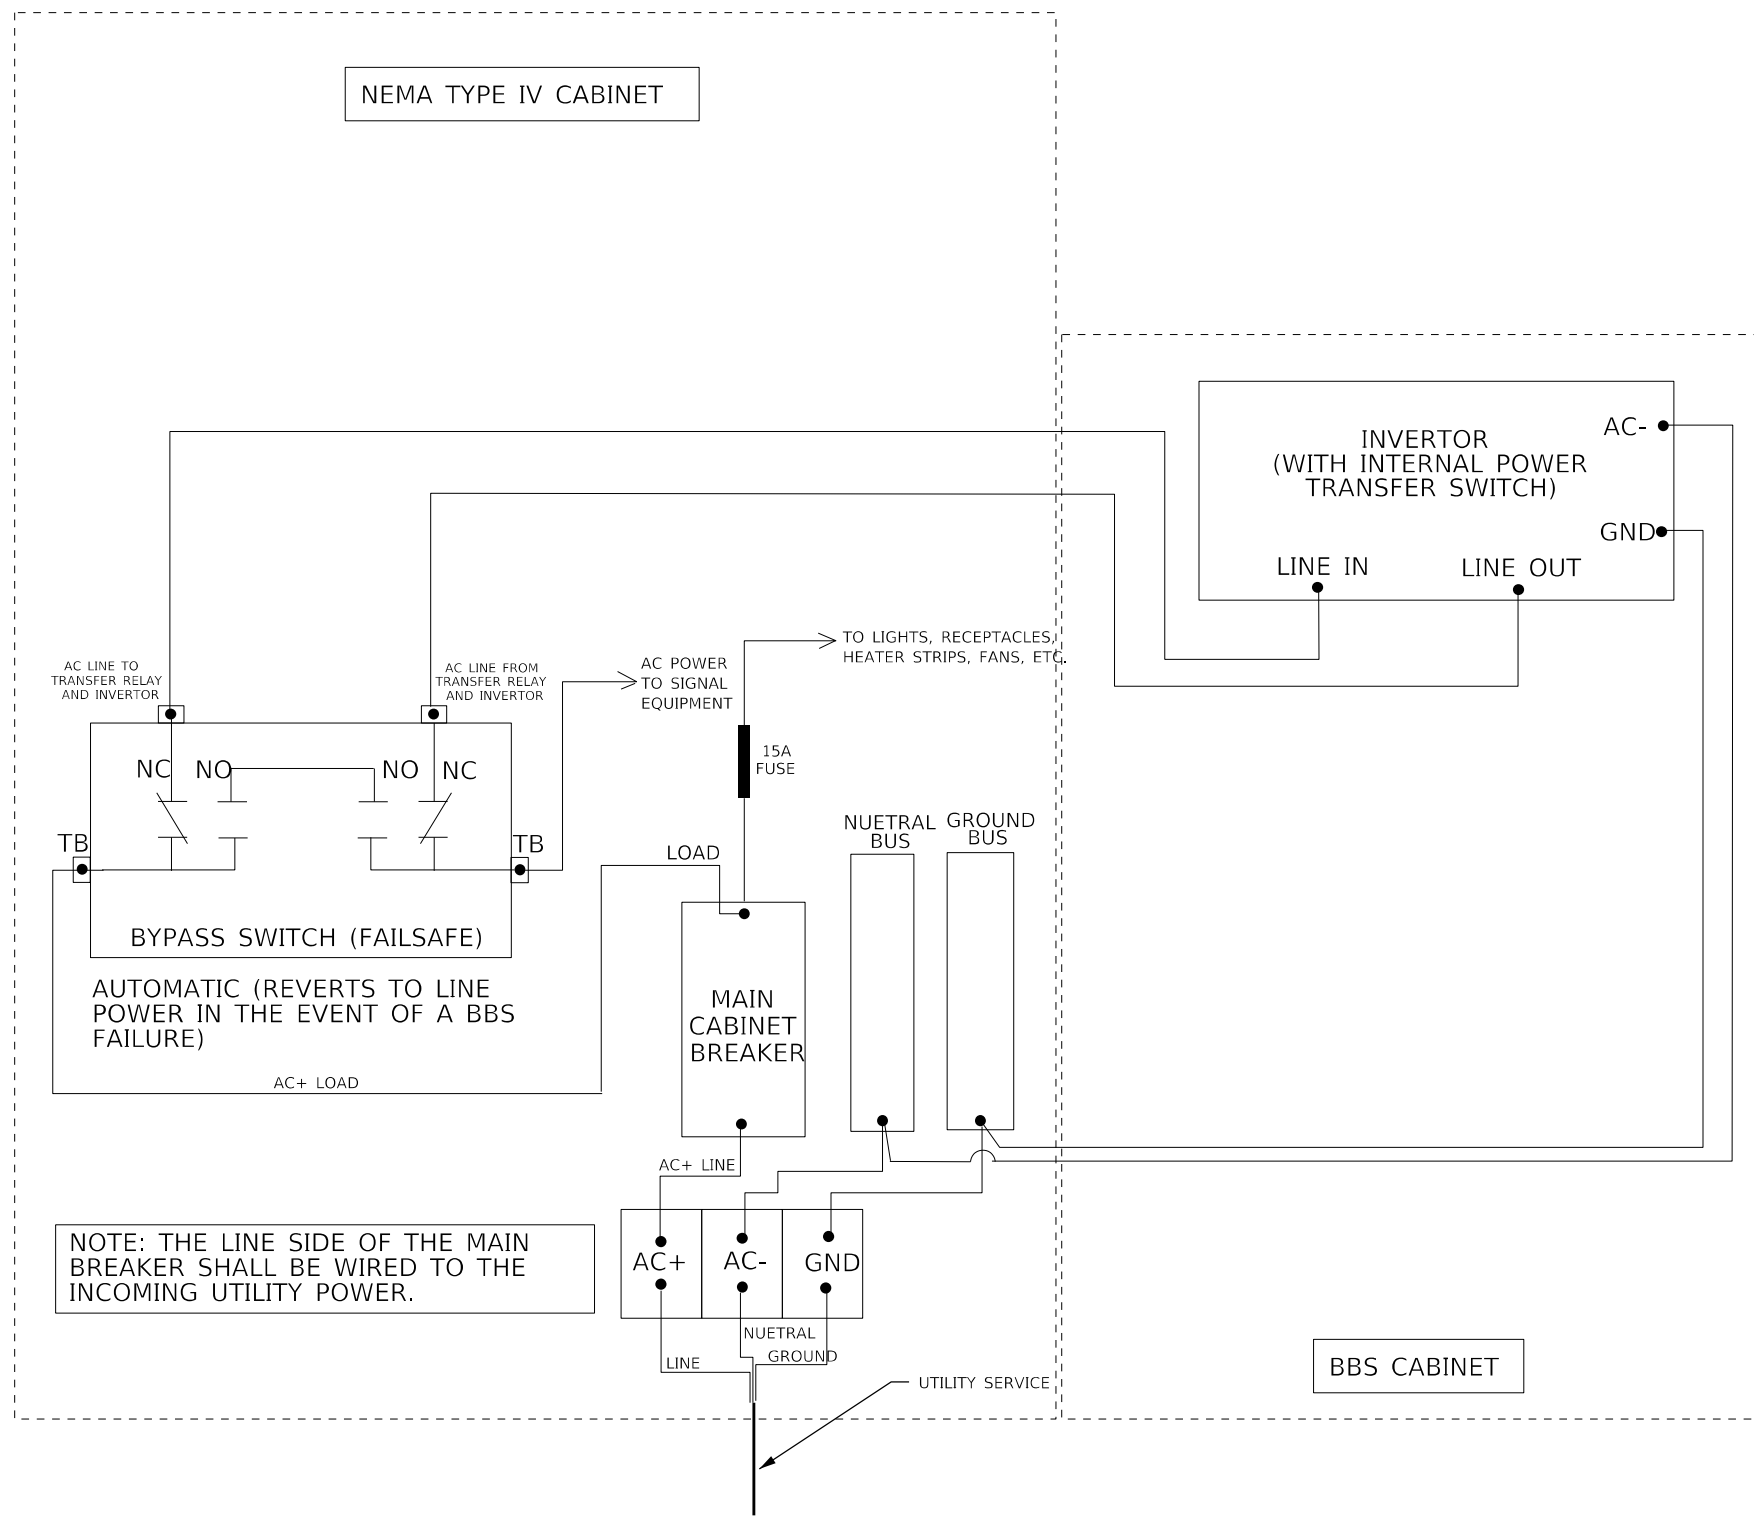 NEMA TYPE IV CABINET
INVERTOR
(WITH INTERNAL POWER
TRANSFER SWITCH)
AC-
GND
LINE IN
LINE OUT
TO LIGHTS, RECEPTACLES,
HEATER STRIPS, FANS, ETC.
AC LINE TO
TRANSFER RELAY
AND INVERTOR
AC LINE FROM
TRANSFER RELAY
AND INVERTOR
AC POWER
TO SIGNAL
EQUIPMENT
15A
FUSE
NC
NO
NO
NC
TB
TB
LOAD
NUETRAL
BUS
GROUND
BUS
BYPASS SWITCH (FAILSAFE)
AUTOMATIC (REVERTS TO LINE
POWER IN THE EVENT OF A BBS
FAILURE)
MAIN
CABINET
BREAKER
AC+ LOAD
AC+ LINE
NOTE: THE LINE SIDE OF THE MAIN
BREAKER SHALL BE WIRED TO THE
INCOMING UTILITY POWER.
AC+
AC-
GND
NUETRAL
GROUND
LINE
UTILITY SERVICE
BBS CABINET